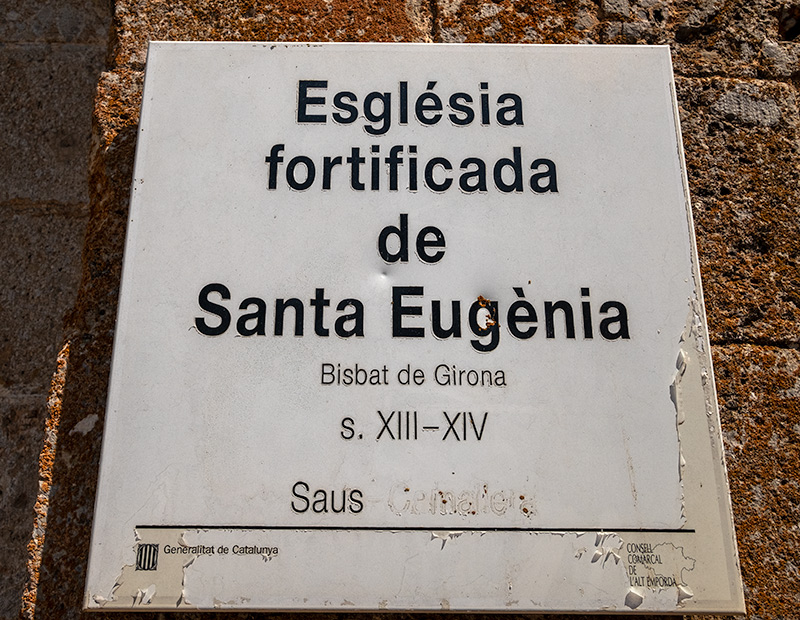 Església
fortificada
de
Santa Eugènia
Bisbat de Girona
s. XIII–XIV
Saus
Generalitat de Catalunya
CONSELL
COMARCAL
DE
L'ALT EMPORDÀ